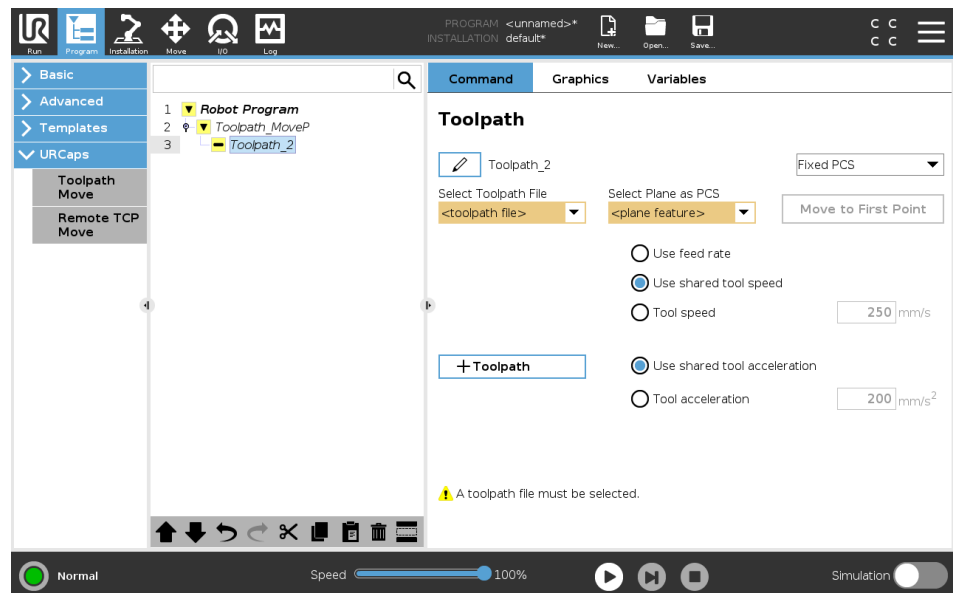 PROGRAM <unnamed>*
INSTALLATION default*
UR
Run
Program
Installation
Move
I/O
Log
New...
Open...
Save...
C C
C C
Basic
Advanced
Templates
URCaps
Toolpath
Move
Remote TCP
Move
1 Robot Program
2 Toolpath_MoveP
3 Toolpath_2
Command Graphics Variables
Toolpath
Toolpath_2
Fixed PCS
Select Toolpath File
<toolpath file>
Select Plane as PCS
<plane feature>
Move to First Point
Use feed rate
Use shared tool speed
Tool speed 250 mm/s
+Toolpath
Use shared tool acceleration
Tool acceleration 200 mm/s²
A toolpath file must be selected.
Normal
Speed 100%
Simulation